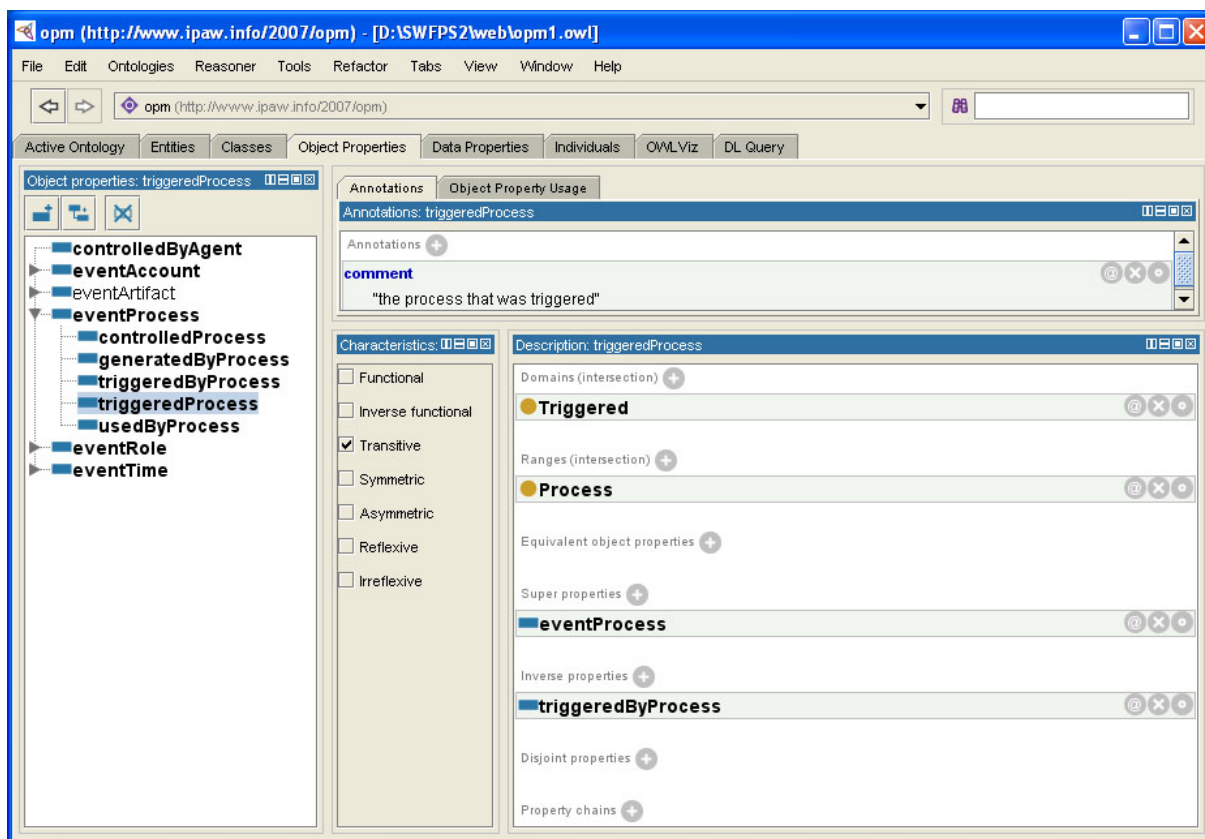 opm (http://www.ipaw.info/2007/opm) - [D:\SWFPS2\web\opm1.owl]
File Edit Ontologies Reasoner Tools Refactor Tabs View Window Help
opm (http://www.ipaw.info/2007/opm)
Active Ontology Entities Classes Object Properties Data Properties Individuals OWLViz DL Query
Object properties: triggeredProcess
controlledByAgent
eventAccount
eventArtifact
eventProcess
controlledProcess
generatedByProcess
triggeredByProcess
triggeredProcess
usedByProcess
eventRole
eventTime
Annotations Object Property Usage
Annotations: triggeredProcess
Annotations
comment
"the process that was triggered"
Characteristics:
Functional
Inverse functional
Transitive
Symmetric
Asymmetric
Reflexive
Irreflexive
Description: triggeredProcess
Domains (intersection)
Triggered
Ranges (intersection)
Process
Equivalent object properties
Super properties
eventProcess
Inverse properties
triggeredByProcess
Disjoint properties
Property chains